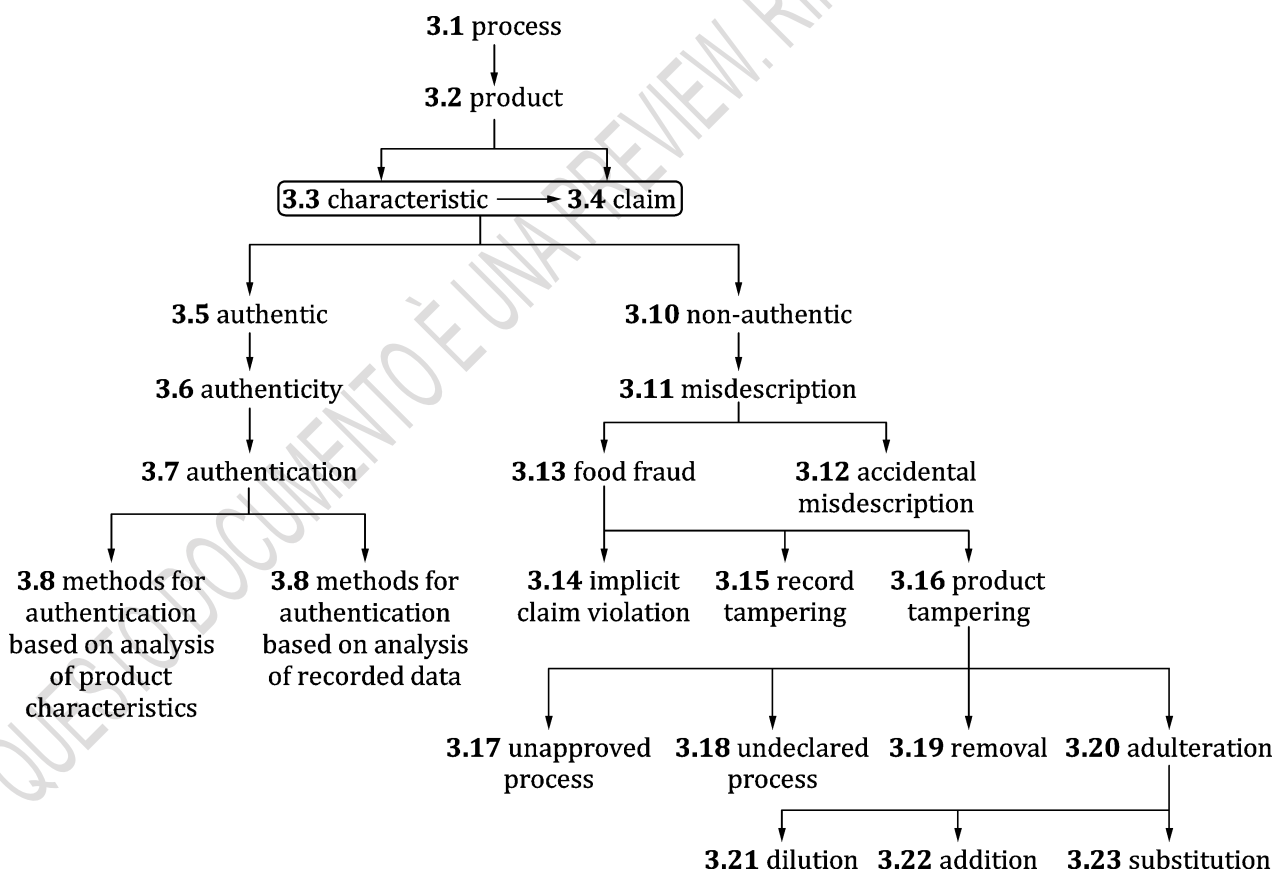 3.1 process
3.2 product
3.3 characteristic
3.4 claim
3.5 authentic
3.10 non-authentic
3.6 authenticity
3.11 misdescription
3.7 authentication
3.13 food fraud
3.12 accidental
misdescription
3.8 methods for
authentication
based on analysis
of product
characteristics
3.8 methods for
authentication
based on analysis
of recorded data
3.14 implicit
claim violation
3.15 record
tampering
3.16 product
tampering
3.17 unapproved
process
3.18 undeclared
process
3.19 removal
3.20 adulteration
3.21 dilution
3.22 addition
3.23 substitution
QUESTO DOCUMENTO È UNA PREVIEW.